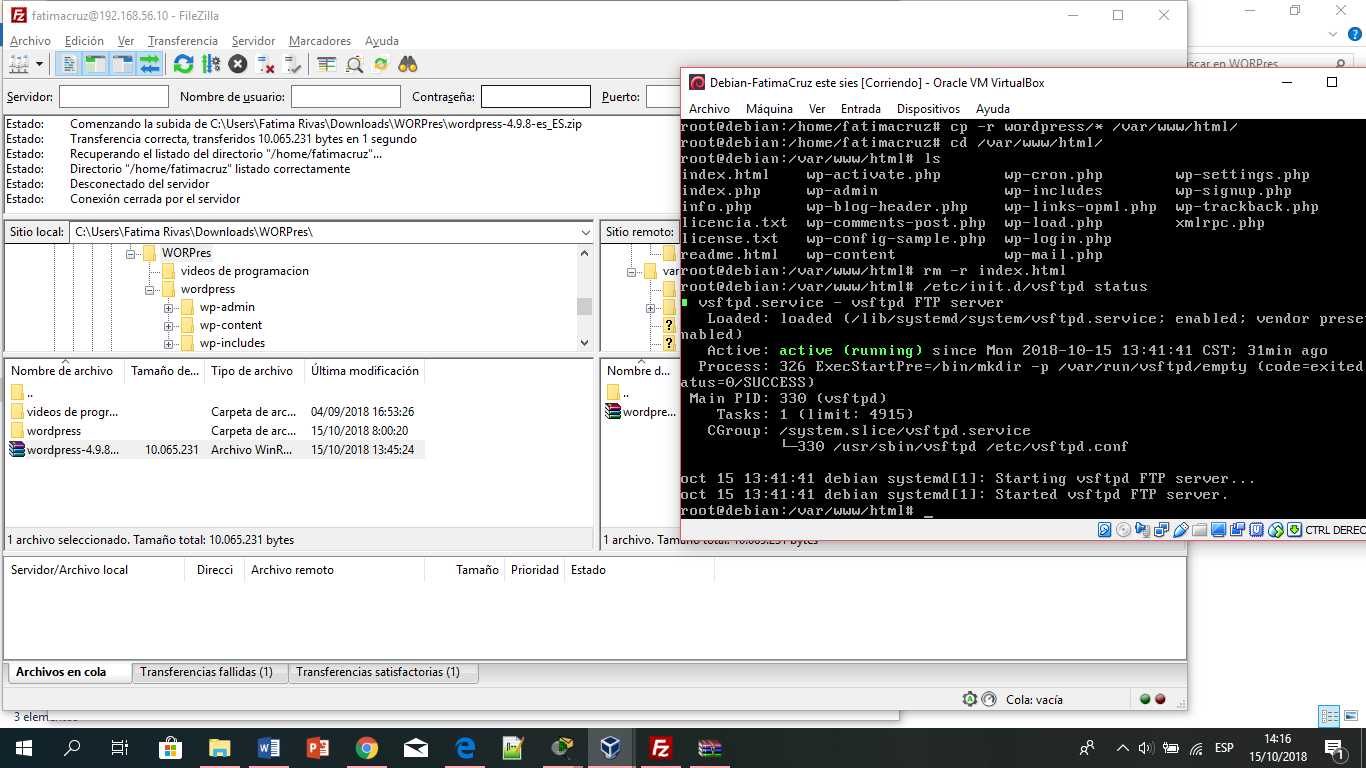 fatimacruz@192.168.56.10 - FileZilla
Archivo Edición Ver Transferencia Servidor Marcadores Ayuda
Servidor: Nombre de usuario: Contraseña: Puerto:
Estado: Comenzando la subida de C:\Users\Fatima Rivas\Downloads\WORPres\wordpress-4.9.8-es_ES.zip
Estado: Transferencia correcta, transferidos 10.065.231 bytes en 1 segundo
Estado: Recuperando el listado del directorio "/home/fatimacruz"...
Estado: Directorio "/home/fatimacruz" listado correctamente
Estado: Desconectado del servidor
Estado: Conexión cerrada por el servidor
Sitio local: C:\Users\Fatima Rivas\Downloads\WORPres\
WORPres
videos de programacion
wordpress
wp-admin
wp-content
wp-includes
Nombre de archivo Tamaño de... Tipo de archivo Última modificación
..
videos de progr... Carpeta de arc... 04/09/2018 16:53:26
wordpress Carpeta de arc... 15/10/2018 8:00:20
wordpress-4.9.8... 10.065.231 Archivo WinR... 15/10/2018 13:45:24
1 archivo seleccionado. Tamaño total: 10.065.231 bytes
Sitio remoto:
var
?
?
Nombre d...
..
wordpre...
1 archivo. Tamaño total: 10.065.231 bytes
Servidor/Archivo local Direcci Archivo remoto Tamaño Prioridad Estado
Archivos en cola Transferencias fallidas (1) Transferencias satisfactorias (1)
Cola: vacía
3 elementos
buscar en WORPres
Debian-FatimaCruz este sies [Corriendo] - Oracle VM VirtualBox
Archivo Máquina Ver Entrada Dispositivos Ayuda
root@debian:/home/fatimacruz# cp -r wordpress/* /var/www/html/
root@debian:/home/fatimacruz# cd /var/www/html/
root@debian:/var/www/html# ls
index.html wp-activate.php wp-cron.php wp-settings.php
index.php wp-admin wp-includes wp-signup.php
info.php wp-blog-header.php wp-links-opml.php wp-trackback.php
licencia.txt wp-comments-post.php wp-load.php xmlrpc.php
license.txt wp-config-sample.php wp-login.php
readme.html wp-content wp-mail.php
root@debian:/var/www/html# rm -r index.html
root@debian:/var/www/html# /etc/init.d/vsftpd status
vsftpd.service - vsftpd FTP server
Loaded: loaded (/lib/systemd/system/vsftpd.service; enabled; vendor prese
nabled)
Active: active (running) since Mon 2018-10-15 13:41:41 CST; 31min ago
Process: 326 ExecStartPre=/bin/mkdir -p /var/run/vsftpd/empty (code=exited
atus=0/SUCCESS)
Main PID: 330 (vsftpd)
Tasks: 1 (limit: 4915)
CGroup: /system.slice/vsftpd.service
└─330 /usr/sbin/vsftpd /etc/vsftpd.conf
oct 15 13:41:41 debian systemd[1]: Starting vsftpd FTP server...
oct 15 13:41:41 debian systemd[1]: Started vsftpd FTP server.
root@debian:/var/www/html# _
CTRL DEREC
ESP
14:16
15/10/2018